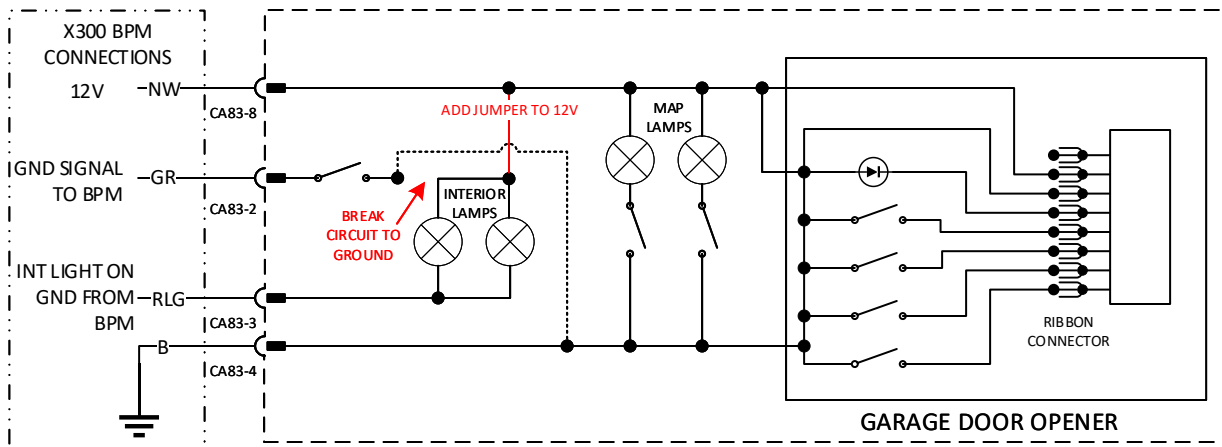 X300 BPM
CONNECTIONS
12V
NW
CA83-8
GND SIGNAL
TO BPM
GR
CA83-2
INT LIGHT ON
GND FROM
BPM
RLG
CA83-3
B
CA83-4
ADD JUMPER TO 12V
BREAK
CIRCUIT TO
GROUND
INTERIOR
LAMPS
MAP
LAMPS
RIBBON
CONNECTOR
GARAGE DOOR OPENER